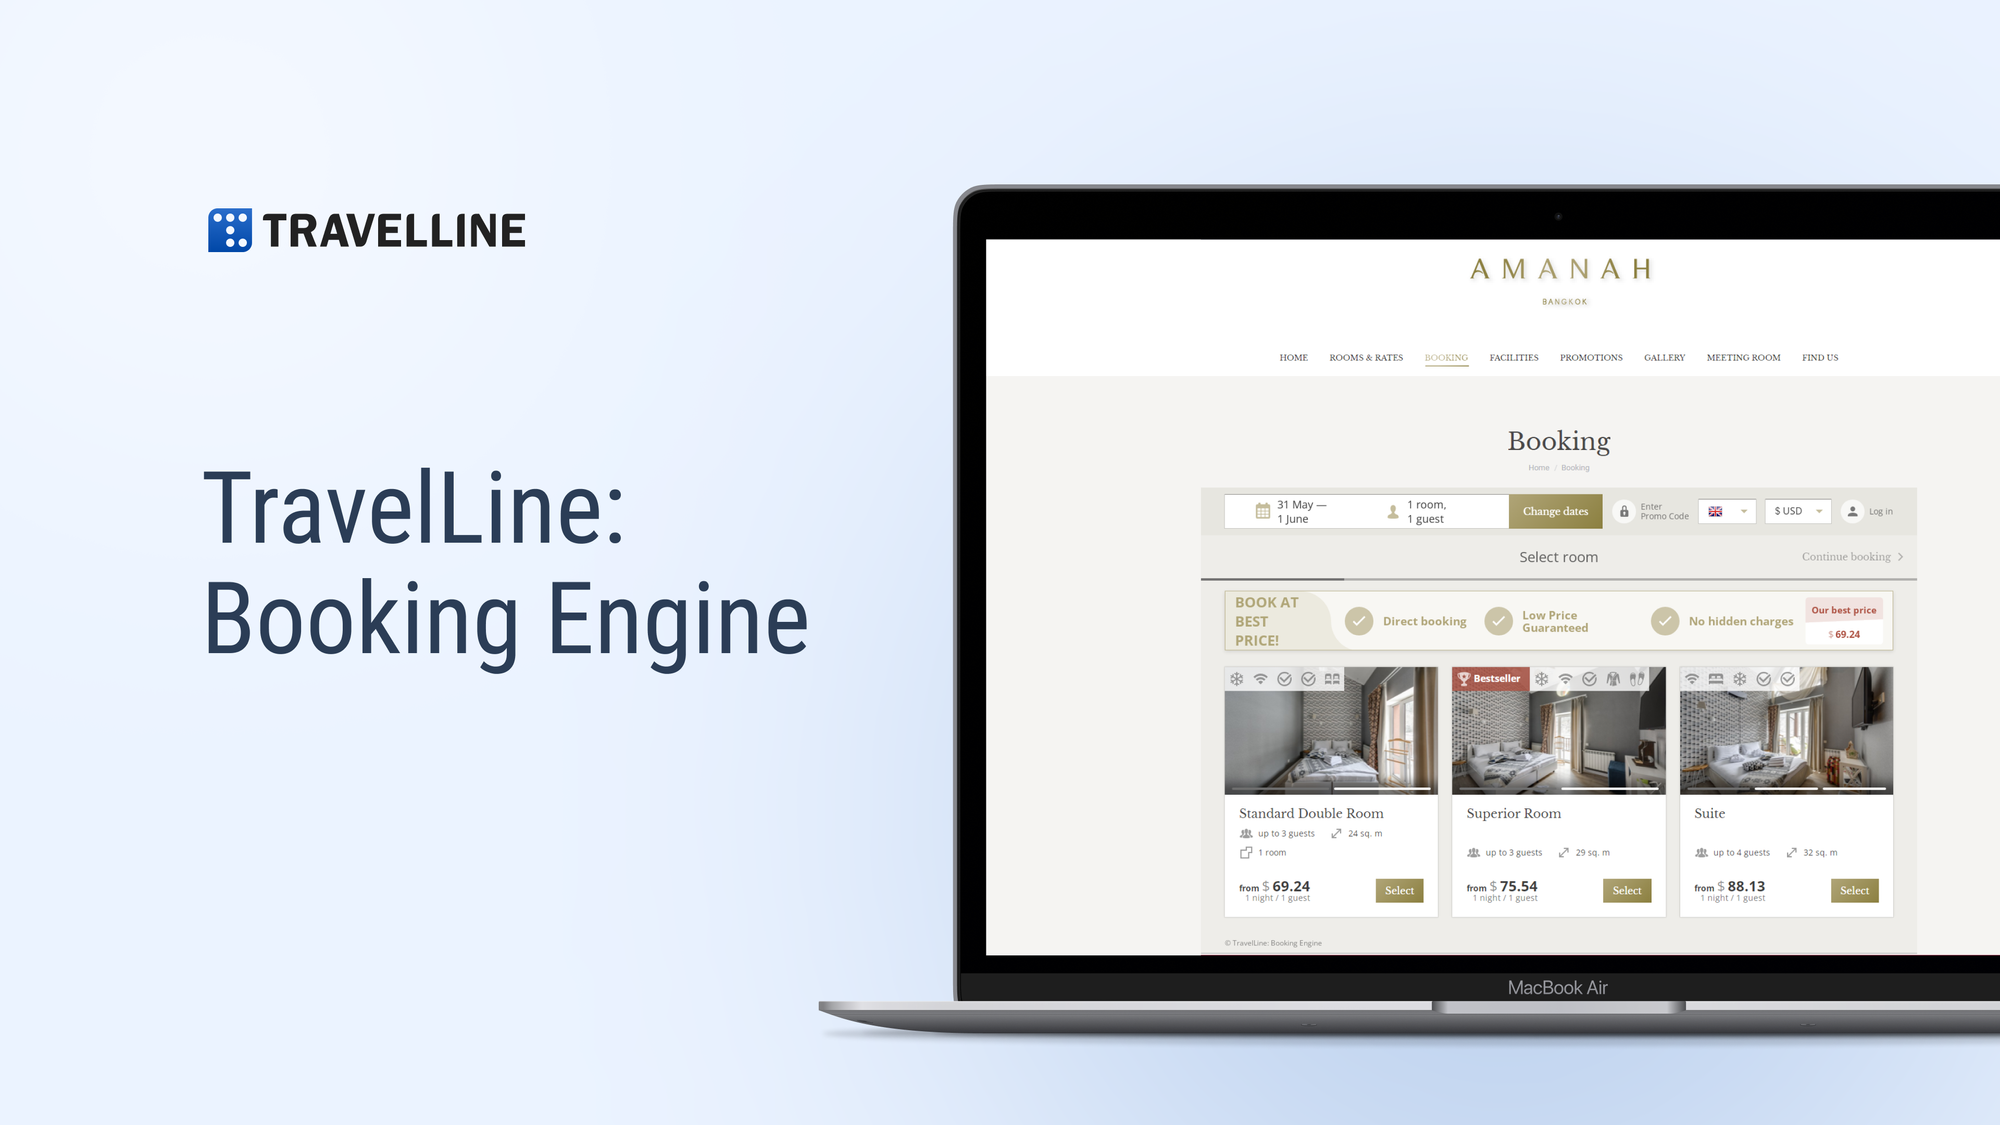 TRAVELLINE
TravelLine:
Booking Engine
AMANAH
BANGKOK
HOME ROOMS & RATES BOOKING FACILITIES PROMOTIONS GALLERY MEETING ROOM FIND US
Booking
Home / Booking
31 May —
1 June
1 room,
1 guest
Change dates
Enter
Promo Code
$ USD
Log in
Select room
Continue booking
BOOK AT
BEST
PRICE!
Direct booking
Low Price
Guaranteed
No hidden charges
Our best price
$ 69.24
Bestseller
Standard Double Room
up to 3 guests 24 sq. m
1 room
from $ 69.24
1 night / 1 guest
Select
Superior Room
up to 3 guests 29 sq. m
from $ 75.54
1 night / 1 guest
Select
Suite
up to 4 guests 32 sq. m
from $ 88.13
1 night / 1 guest
Select
© TravelLine: Booking Engine
MacBook Air